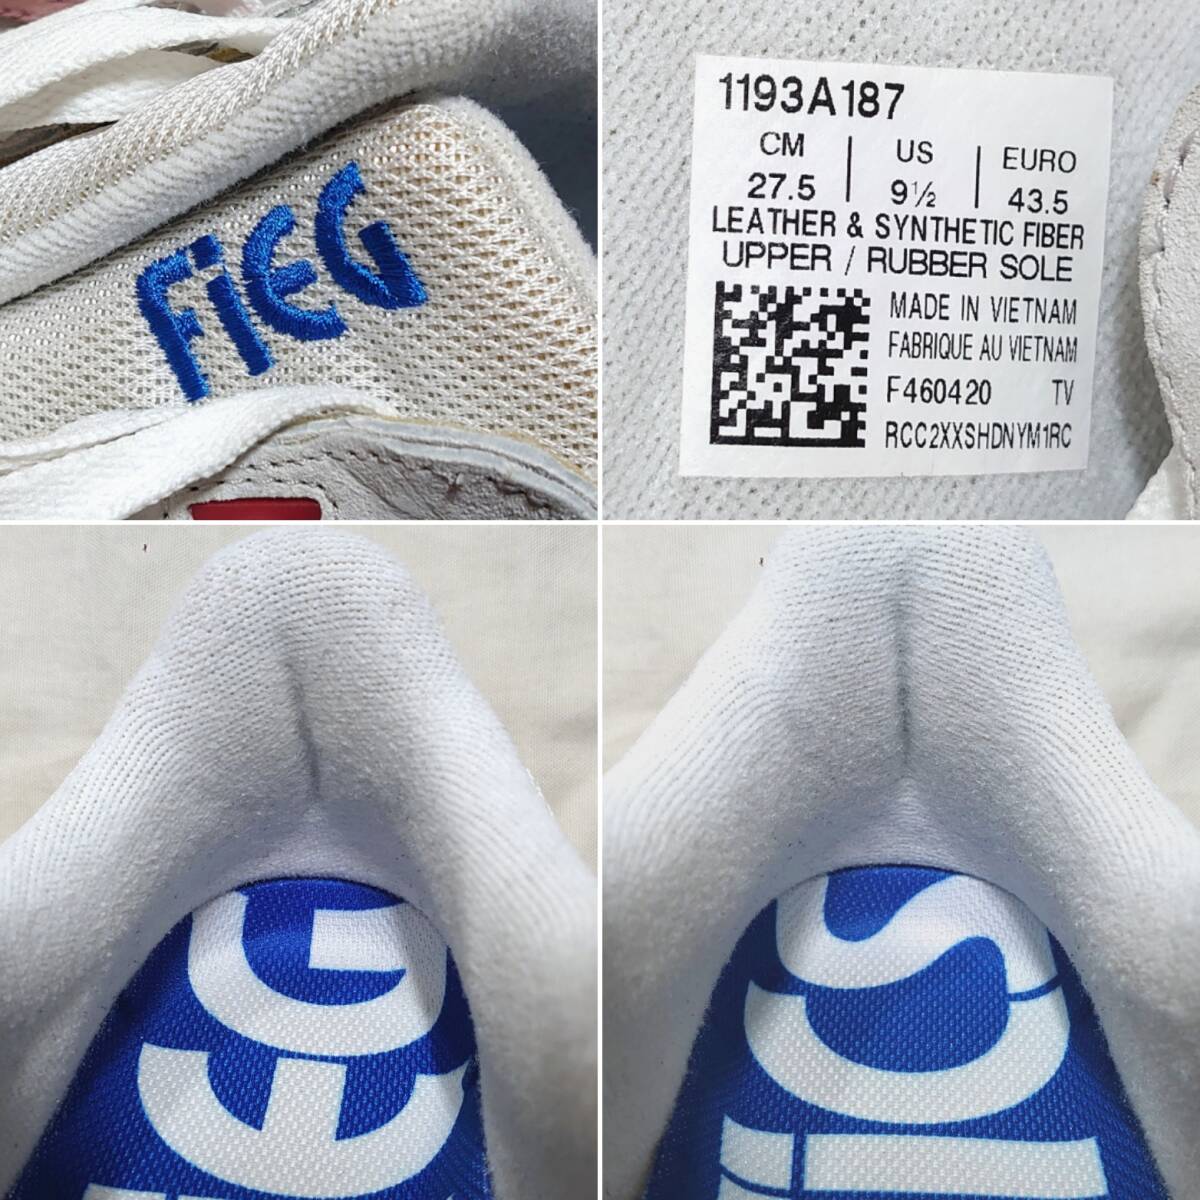 FiEG
1193A187
CM | US | EURO
27.5 | 9½ | 43.5
LEATHER & SYNTHETIC FIBER
UPPER / RUBBER SOLE
MADE IN VIETNAM
FABRIQUE AU VIETNAM
F460420 TV
RCC2XXSHDNYM1RC